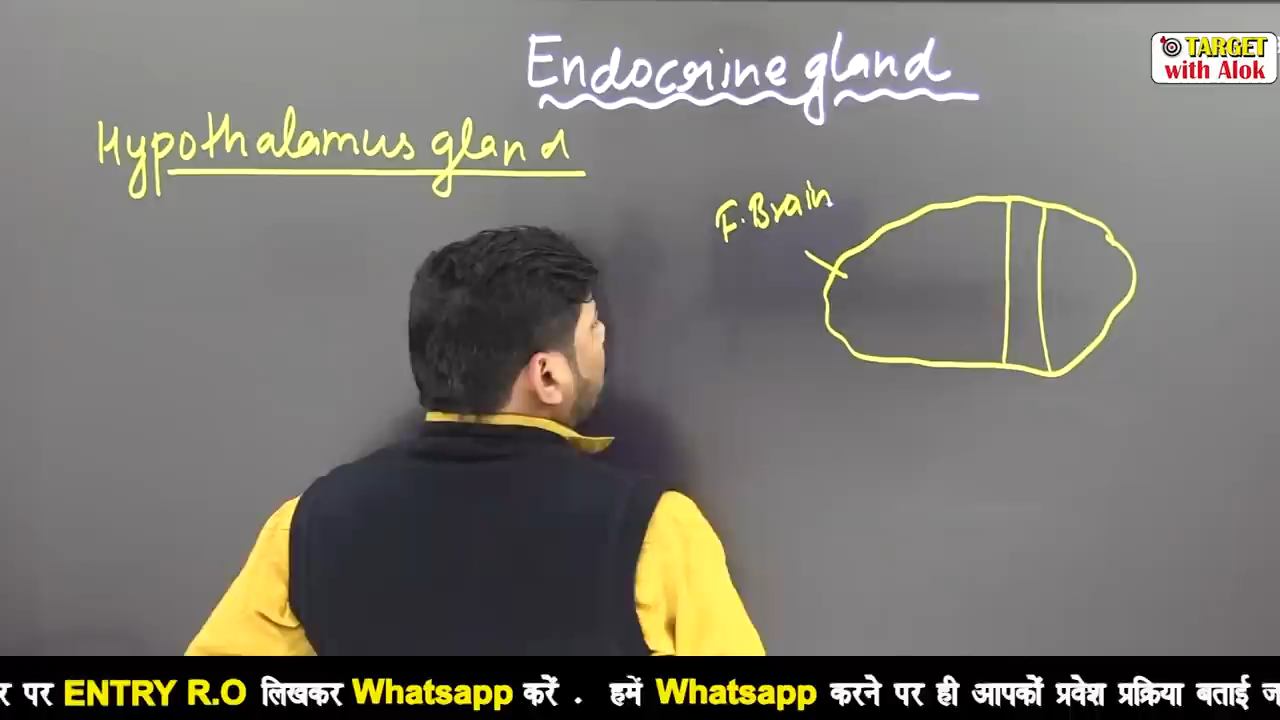 Endocrine gland
TARGET
with Alok
Hypothalamus gland
F. Brain
र पर ENTRY R.O लिखकर Whatsapp करें . हमें Whatsapp करने पर ही आपकों प्रवेश प्रक्रिया बताई ज